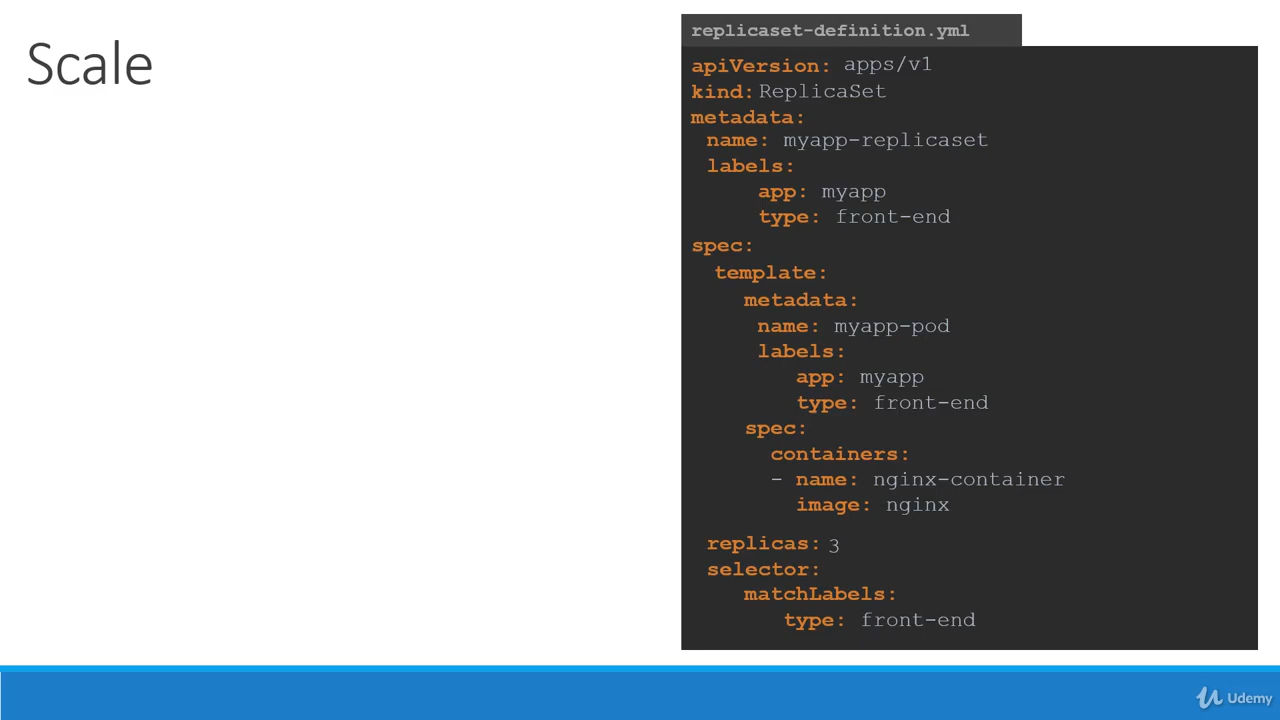 Scale
replicaset-definition.yml
apiVersion: apps/v1
kind: ReplicaSet
metadata:
name: myapp-replicaset
labels:
app: myapp
type: front-end
spec:
template:
metadata:
name: myapp-pod
labels:
app: myapp
type: front-end
spec:
containers:
- name: nginx-container
image: nginx
replicas: 3
selector:
matchLabels:
type: front-end
Udemy